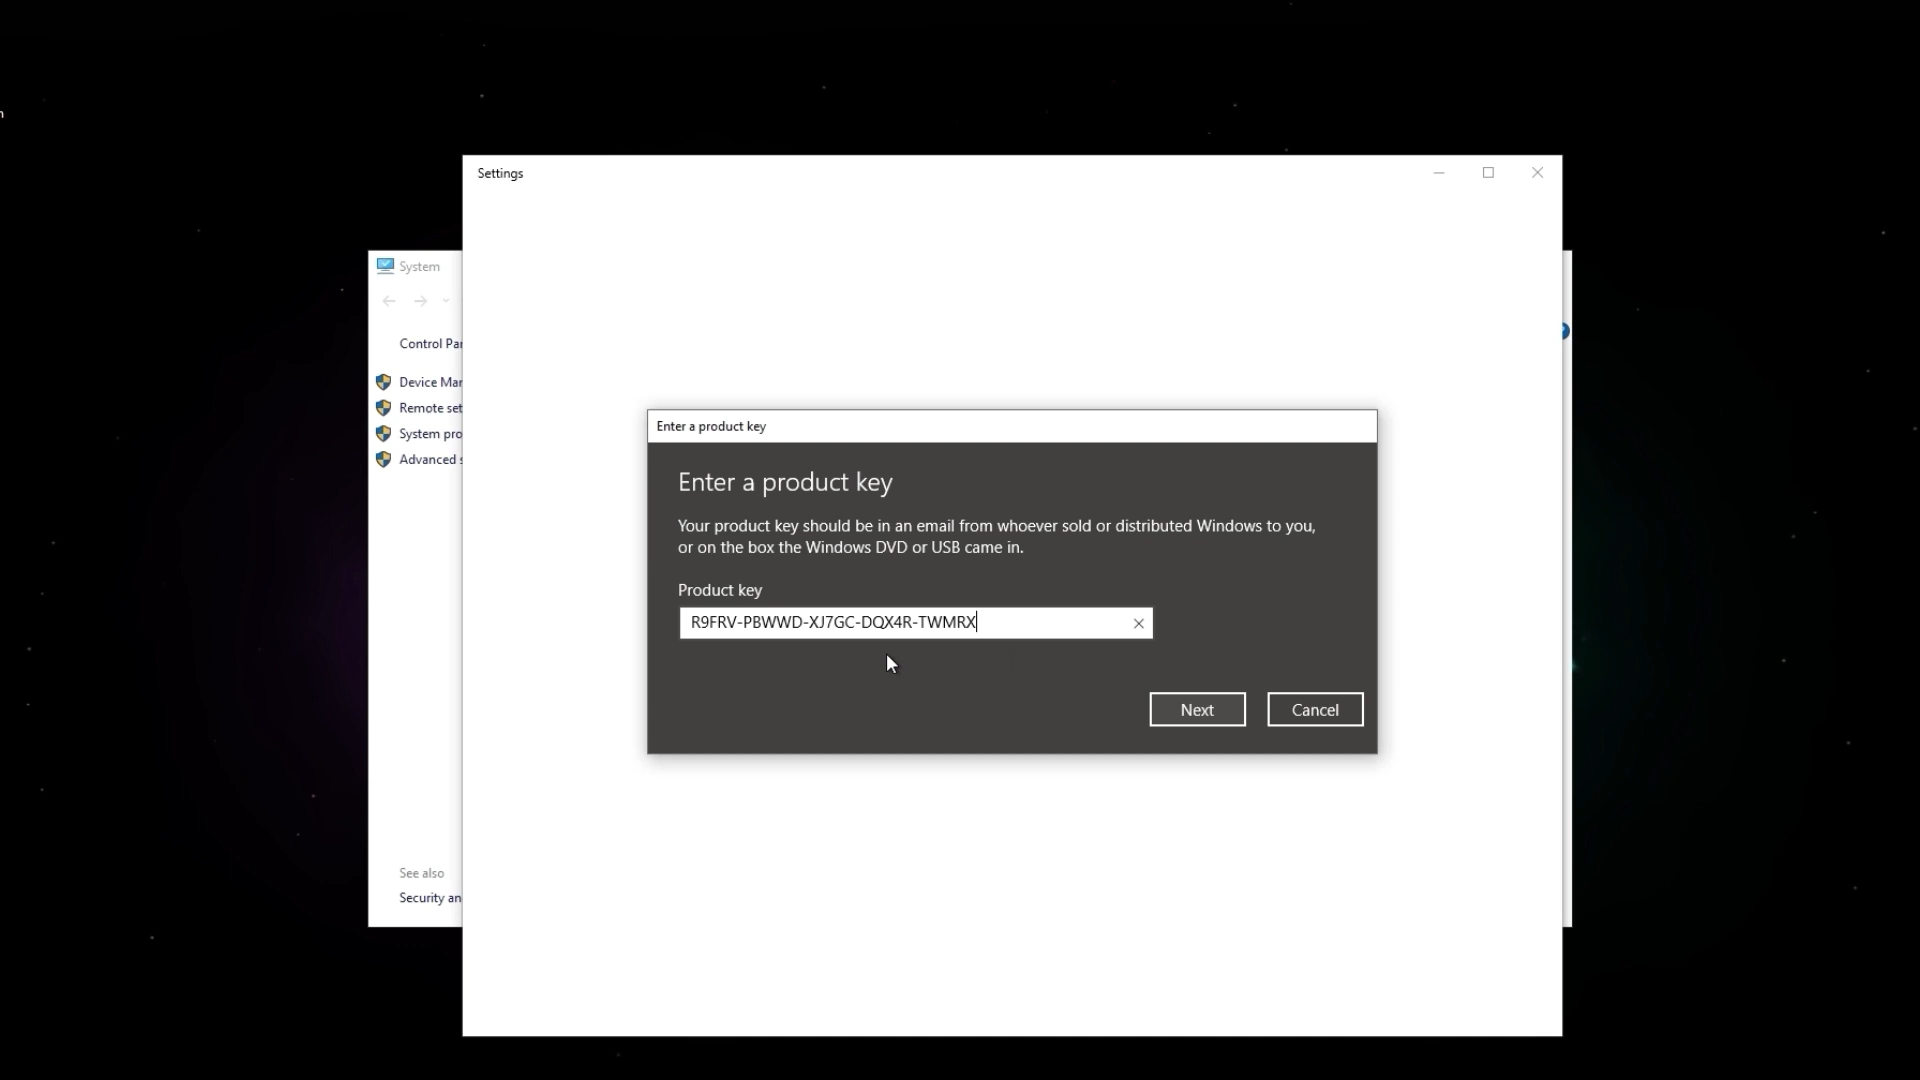 Settings
System
Control Pa
Device Ma
Remote set
System pro
Advanced s
See also
Security an
Enter a product key
Enter a product key
Your product key should be in an email from whoever sold or distributed Windows to you,
or on the box the Windows DVD or USB came in.
Product key
R9FRV-PBWWD-XJ7GC-DQX4R-TWMRX
Next
Cancel